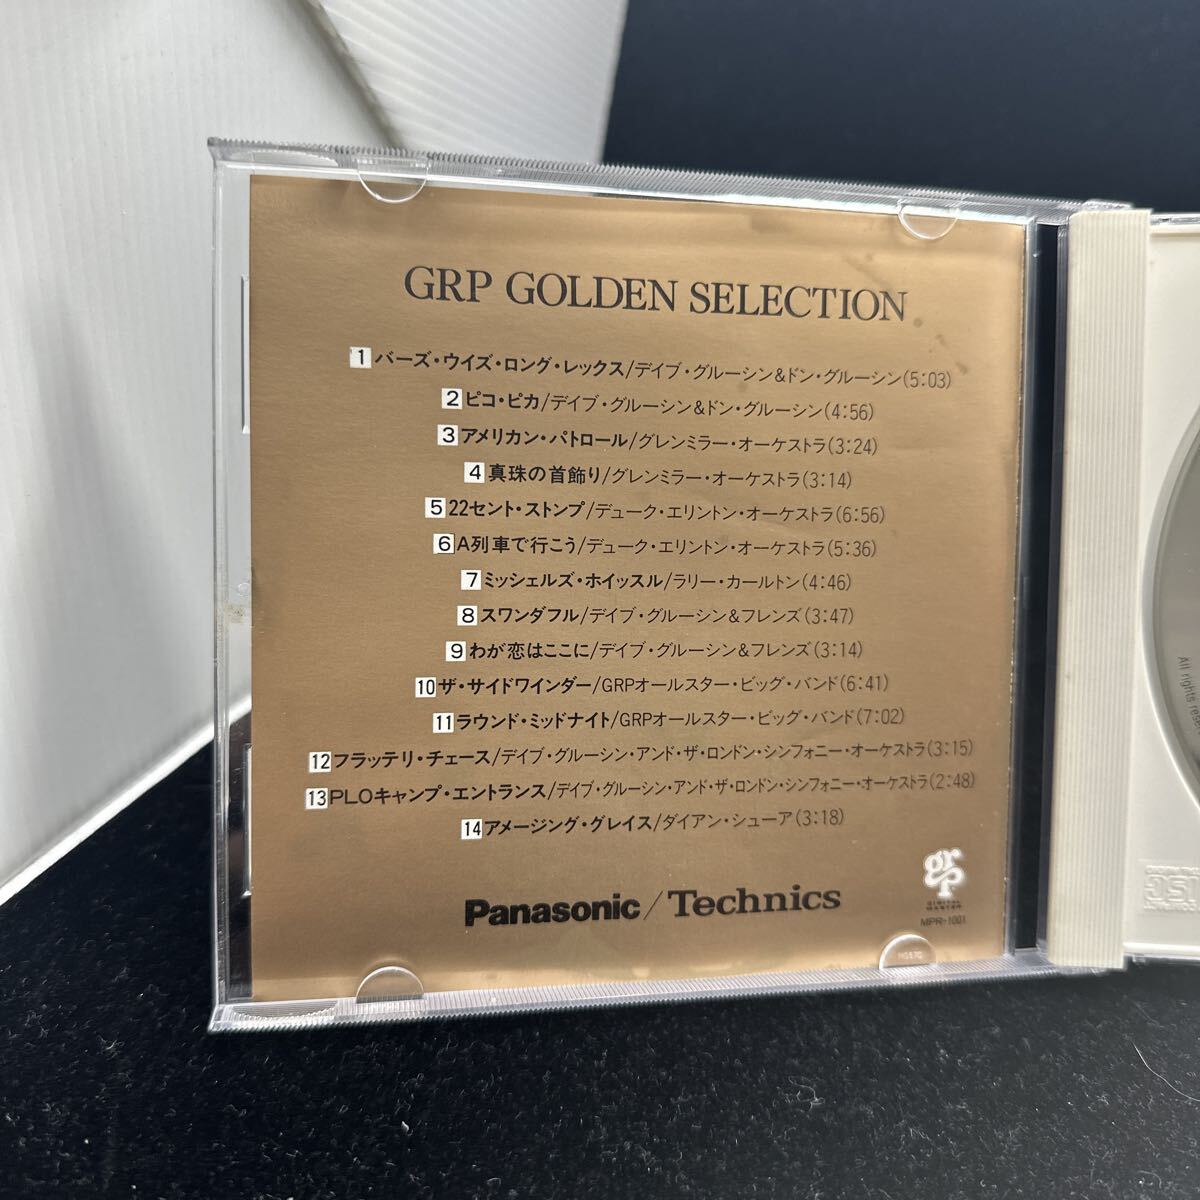 GRP GOLDEN SELECTION
1 バーズ・ウイズ・ロング・レックス/デイブ・グルーシン&ドン・グルーシン(5:03)
2 ピコ・ピカ/デイブ・グルーシン&ドン・グルーシン(4:56)
3 アメリカン・パトロール/グレンミラー・オーケストラ(3:24)
4 真珠の首飾り/グレンミラー・オーケストラ(3:14)
5 22セント・ストンプ/デューク・エリントン・オーケストラ(6:56)
6 A列車で行こう/デューク・エリントン・オーケストラ(5:36)
7 ミッシェルズ・ホイッスル/ラリー・カールトン(4:46)
8 スワンダフル/デイブ・グルーシン&フレンズ(3:47)
9 わが恋はここに/デイブ・グルーシン&フレンズ(3:14)
10 ザ・サイドワインダー/GRPオールスター・ビッグ・バンド(6:41)
11 ラウンド・ミッドナイト/GRPオールスター・ビッグ・バンド(7:02)
12 フラッテリ・チェース/デイブ・グルーシン・アンド・ザ・ロンドン・シンフォニー・オーケストラ(3:15)
13 PLOキャンプ・エントランス/デイブ・グルーシン・アンド・ザ・ロンドン・シンフォニー・オーケストラ(2:48)
14 アメージング・グレイス/ダイアン・シューア(3:18)
grp
DIGITAL
MASTER
Panasonic/Technics
MPR-1001
All rights